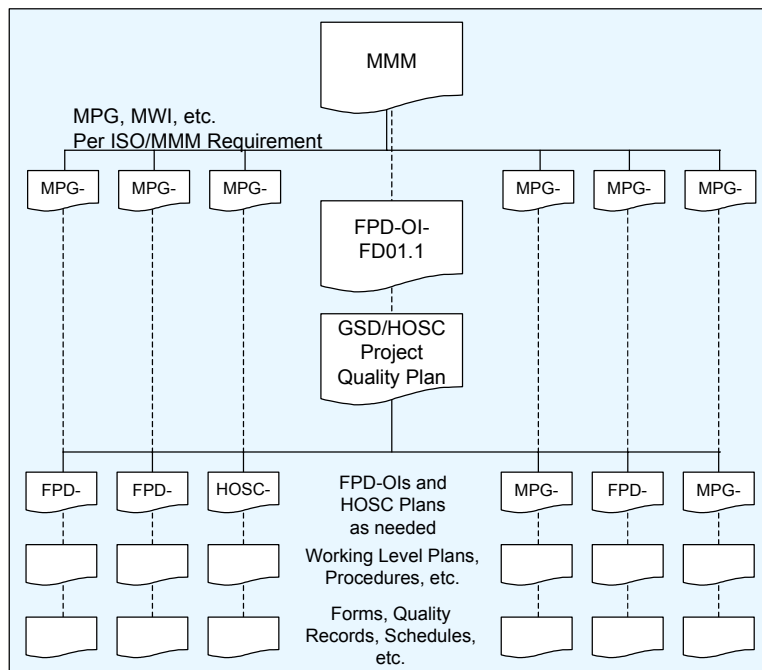 MMM
MPG, MWI, etc.
Per ISO/MMM Requirement
MPG-
MPG-
MPG-
MPG-
MPG-
MPG-
FPD-OI-
FD01.1
GSD/HOSC
Project
Quality Plan
FPD-
FPD-
HOSC-
FPD-OIs and
HOSC Plans
as needed
MPG-
FPD-
MPG-
Working Level Plans,
Procedures, etc.
Forms, Quality
Records, Schedules,
etc.